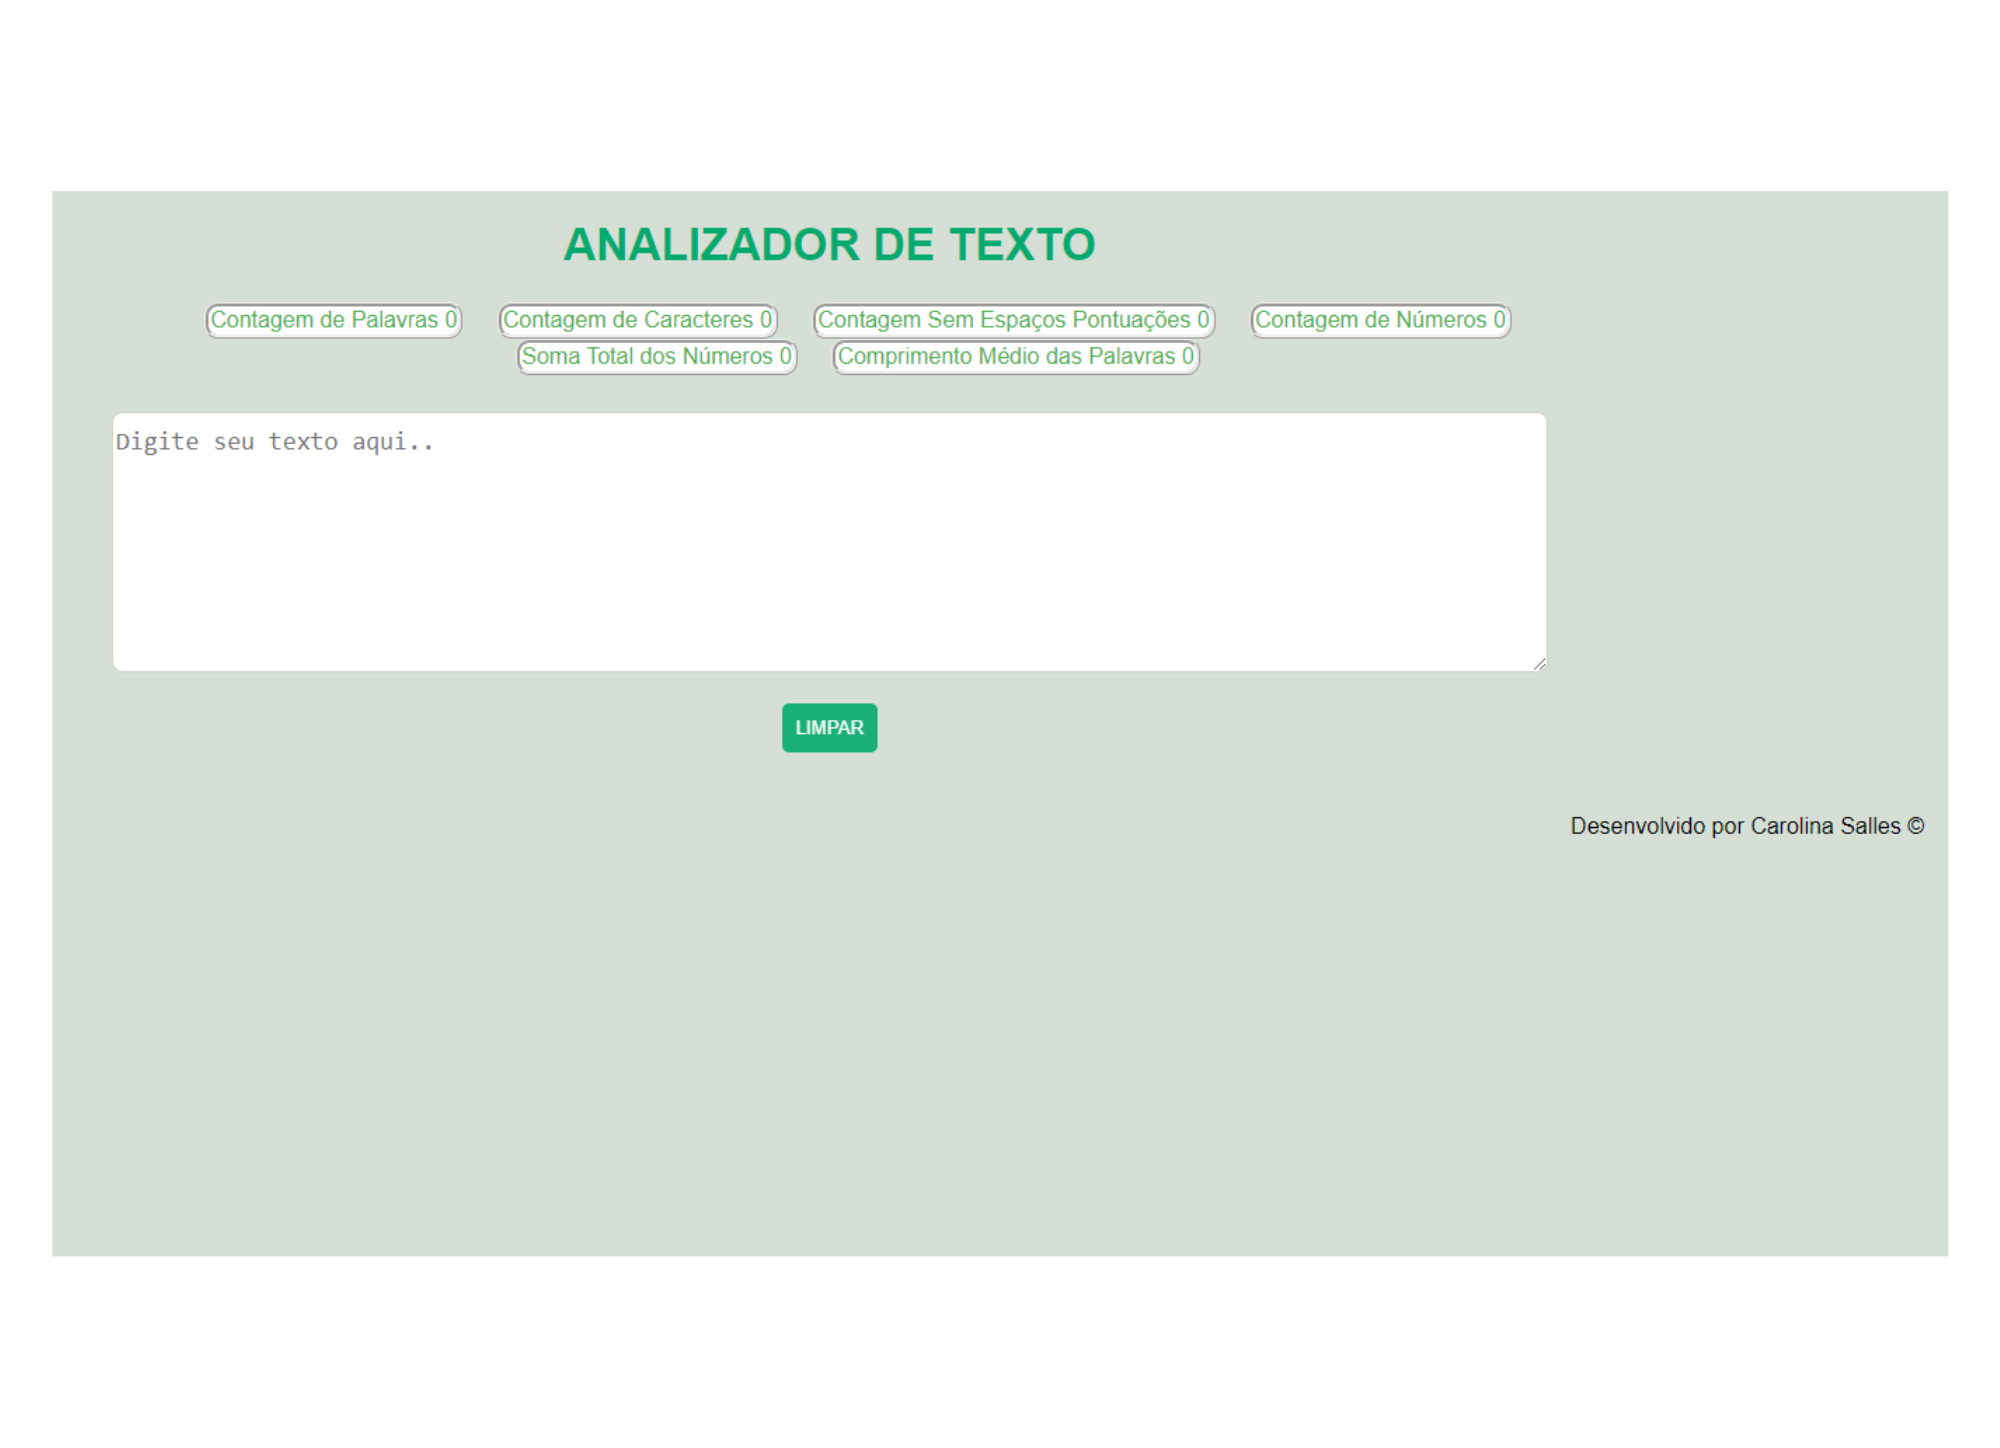 ANALIZADOR DE TEXTO
Contagem de Palavras 0 Contagem de Caracteres 0 Contagem Sem Espaços Pontuações 0 Contagem de Números 0
Soma Total dos Números 0 Comprimento Médio das Palavras 0
Digite seu texto aqui..
LIMPAR
Desenvolvido por Carolina Salles ©